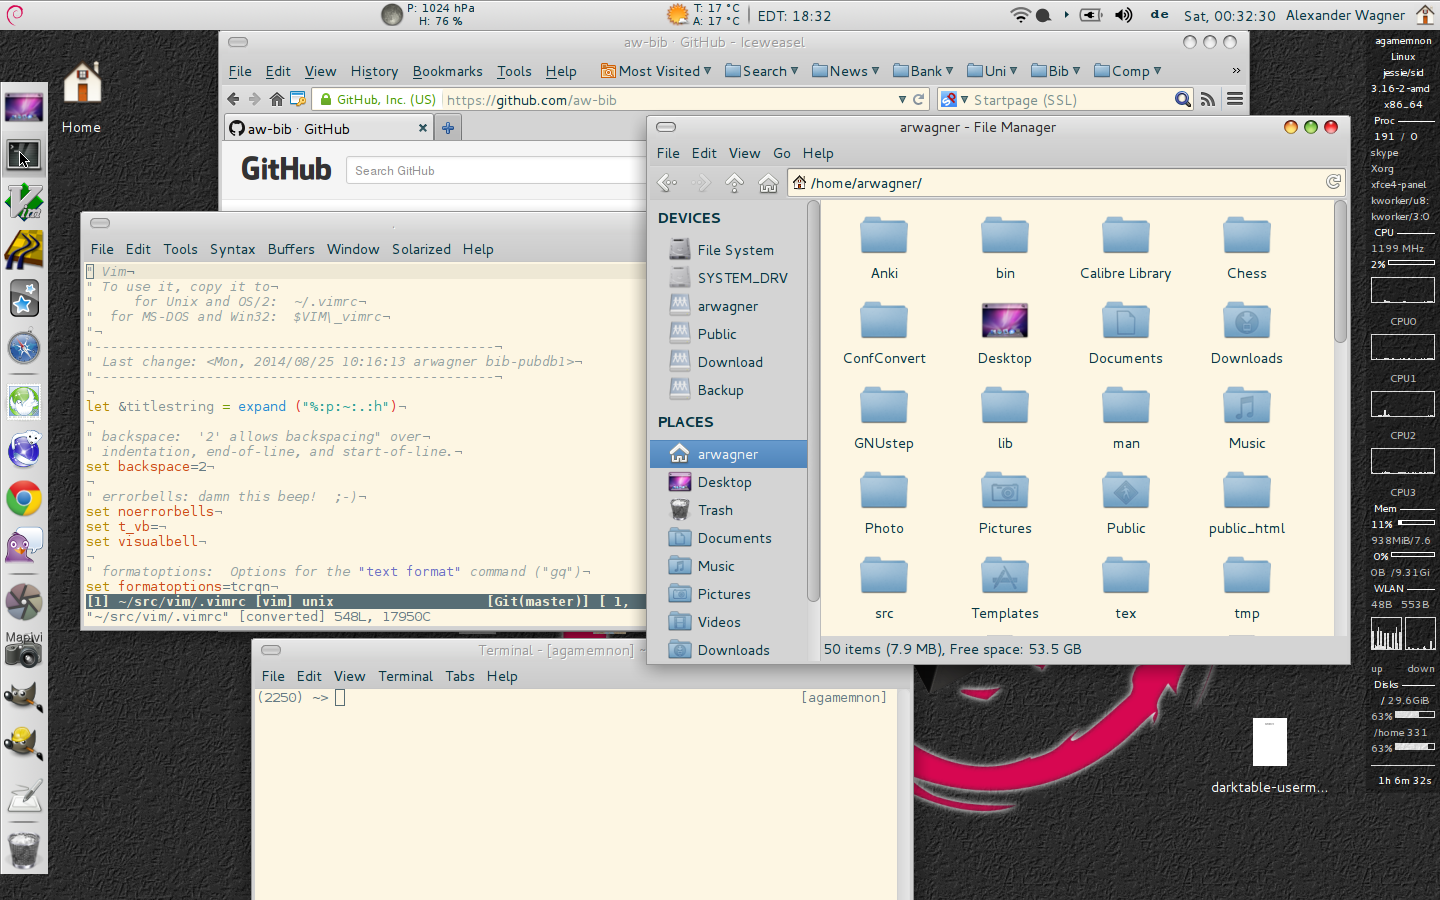 P: 1024 hPa
H: 76 %
T: 17 °C
A: 17 °C
EDT: 18:32
de
Sat, 00:32:30
Alexander Wagner
Home
aw-bib · GitHub - Iceweasel
File Edit View History Bookmarks Tools Help
Most Visited Search News Bank Uni Bib Comp »
GitHub, Inc. (US) https://github.com/aw-bib
Startpage (SSL)
aw-bib · GitHub
GitHub
Search GitHub
File Edit Tools Syntax Buffers Window Solarized Help
" Vim¬
" To use it, copy it to¬
"     for Unix and OS/2:  ~/.vimrc¬
"  for MS-DOS and Win32:  $VIM\_vimrc¬
"¬
"-------------------------------------------------¬
" Last change: <Mon, 2014/08/25 10:16:13 arwagner bib-pubdb1>¬
"-------------------------------------------------¬
¬
let &titlestring = expand ("%:p:~:.:h")¬
¬
" backspace:  '2' allows backspacing" over¬
" indentation, end-of-line, and start-of-line.¬
set backspace=2¬
¬
" errorbells: damn this beep!  ;-)¬
set noerrorbells¬
set t_vb=¬
set visualbell¬
¬
" formatoptions:  Options for the "text format" command ("gq")¬
set formatoptions=tcrqn¬
[1] ~/src/vim/.vimrc [vim] unix [Git(master)] [ 1,
"~/src/vim/.vimrc" [converted] 548L, 17950C
Mapivi
Terminal - [agamemnon] ~
File Edit View Terminal Tabs Help
(2250) ~> [agamemnon]
arwagner - File Manager
File Edit View Go Help
/home/arwagner/
DEVICES
File System
SYSTEM_DRV
arwagner
Public
Download
Backup
PLACES
arwagner
Desktop
Trash
Documents
Music
Pictures
Videos
Downloads
Anki bin Calibre Library Chess
ConfConvert Desktop Documents Downloads
GNUstep lib man Music
Photo Pictures Public public_html
src Templates tex tmp
50 items (7.9 MB), Free space: 53.5 GB
darktable-userm...
agamemnon
Linux
jessie/sid
3.16-2-amd
x86_64
Proc
191 / 0
skype
Xorg
xfce4-panel
kworker/u8:
kworker/3:0
CPU
1199 MHz
2%
CPU0
CPU1
CPU2
CPU3
Mem
11%
938MiB/7.6
0%
0B /9.31Gi
WLAN
48B 553B
up down
Disks
/ 29.6GiB
63%
/home 331
63%
1h 6m 32s